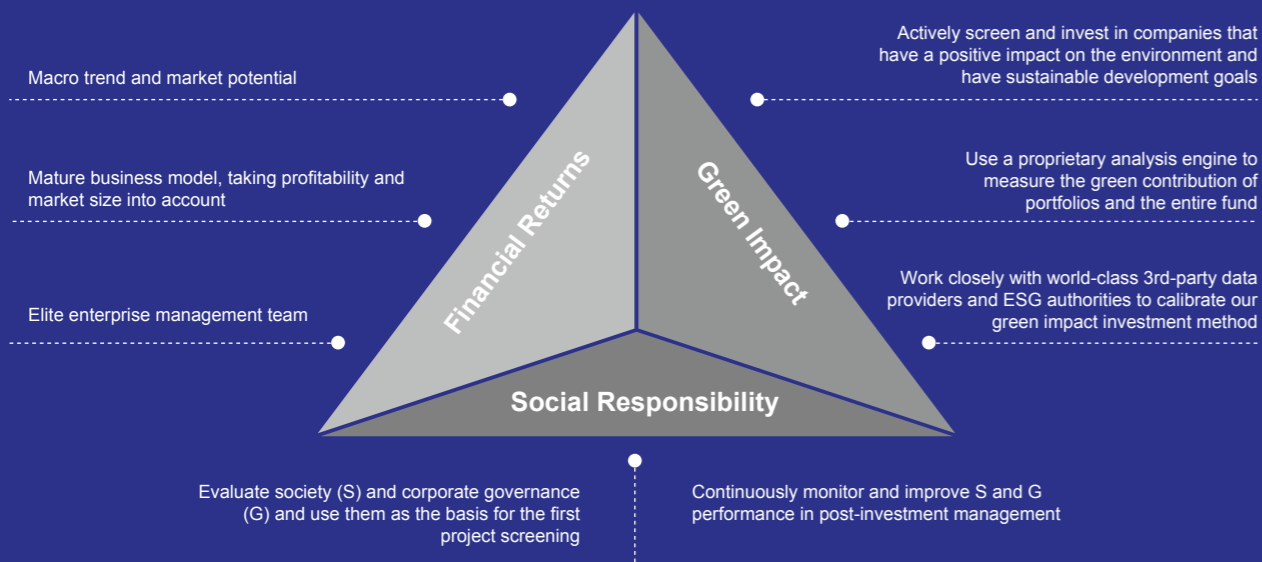 Macro trend and market potential
Mature business model, taking profitability and
market size into account
Elite enterprise management team
Financial Returns
Green Impact
Social Responsibility
Actively screen and invest in companies that
have a positive impact on the environment and
have sustainable development goals
Use a proprietary analysis engine to
measure the green contribution of
portfolios and the entire fund
Work closely with world-class 3rd-party data
providers and ESG authorities to calibrate our
green impact investment method
Evaluate society (S) and corporate governance
(G) and use them as the basis for the first
project screening
Continuously monitor and improve S and G
performance in post-investment management